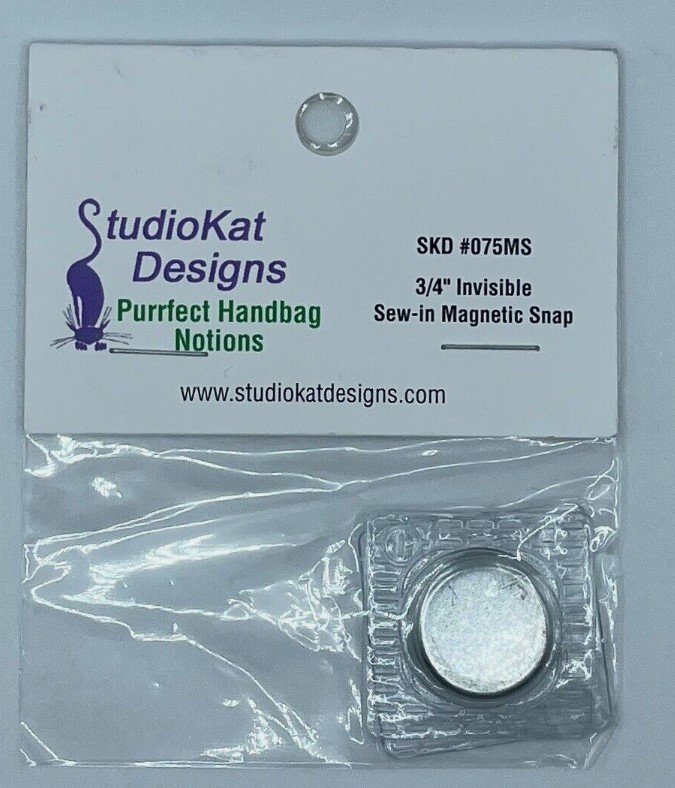 StudioKat
Designs
Purrfect Handbag
Notions
SKD #075MS
3/4" Invisible
Sew-in Magnetic Snap
www.studiokatdesigns.com